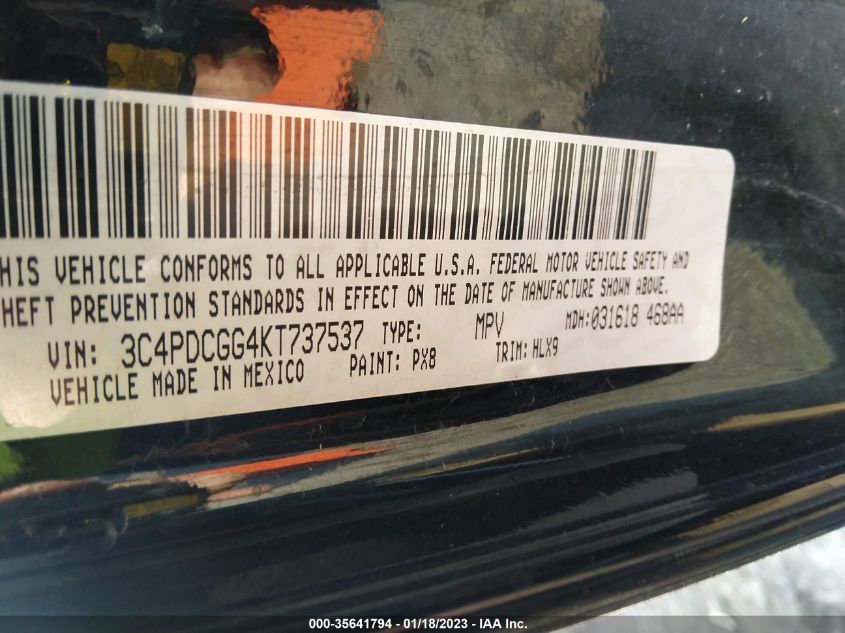 HIS VEHICLE CONFORMS TO ALL APPLICABLE U.S.A. FEDERAL MOTOR VEHICLE SAFETY AND
HEFT PREVENTION STANDARDS IN EFFECT ON THE DATE OF MANUFACTURE SHOWN ABOVE.
VIN: 3C4PDCGG4KT737537 TYPE: MPV MDH:031618 468AA
VEHICLE MADE IN MEXICO PAINT: PX8 TRIM: HLX9
000-35641794 - 01/18/2023 - IAA Inc.